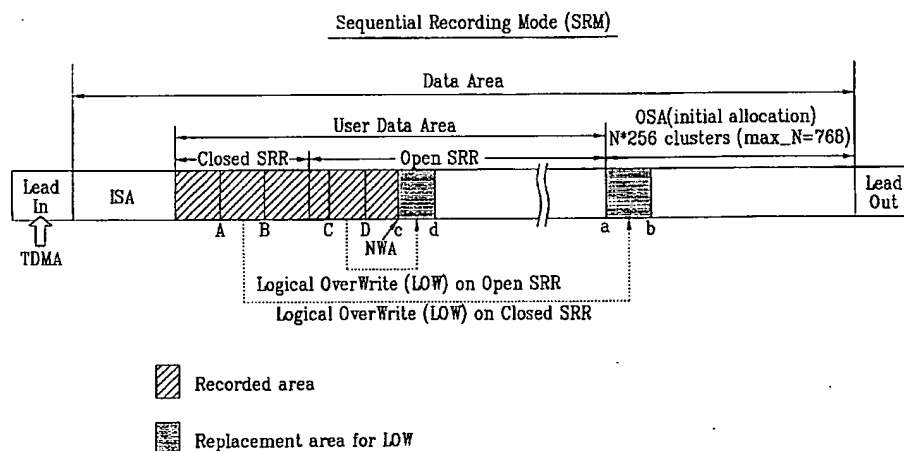 Sequential Recording Mode (SRM)
Data Area
OSA(initial allocation)
N*256 clusters (max_N=768)
User Data Area
Closed SRR
Open SRR
Lead In
ISA
Lead Out
A
B
C
D
c
d
a
b
NWA
TDMA
Logical OverWrite (LOW) on Open SRR
Logical OverWrite (LOW) on Closed SRR
Recorded area
Replacement area for LOW